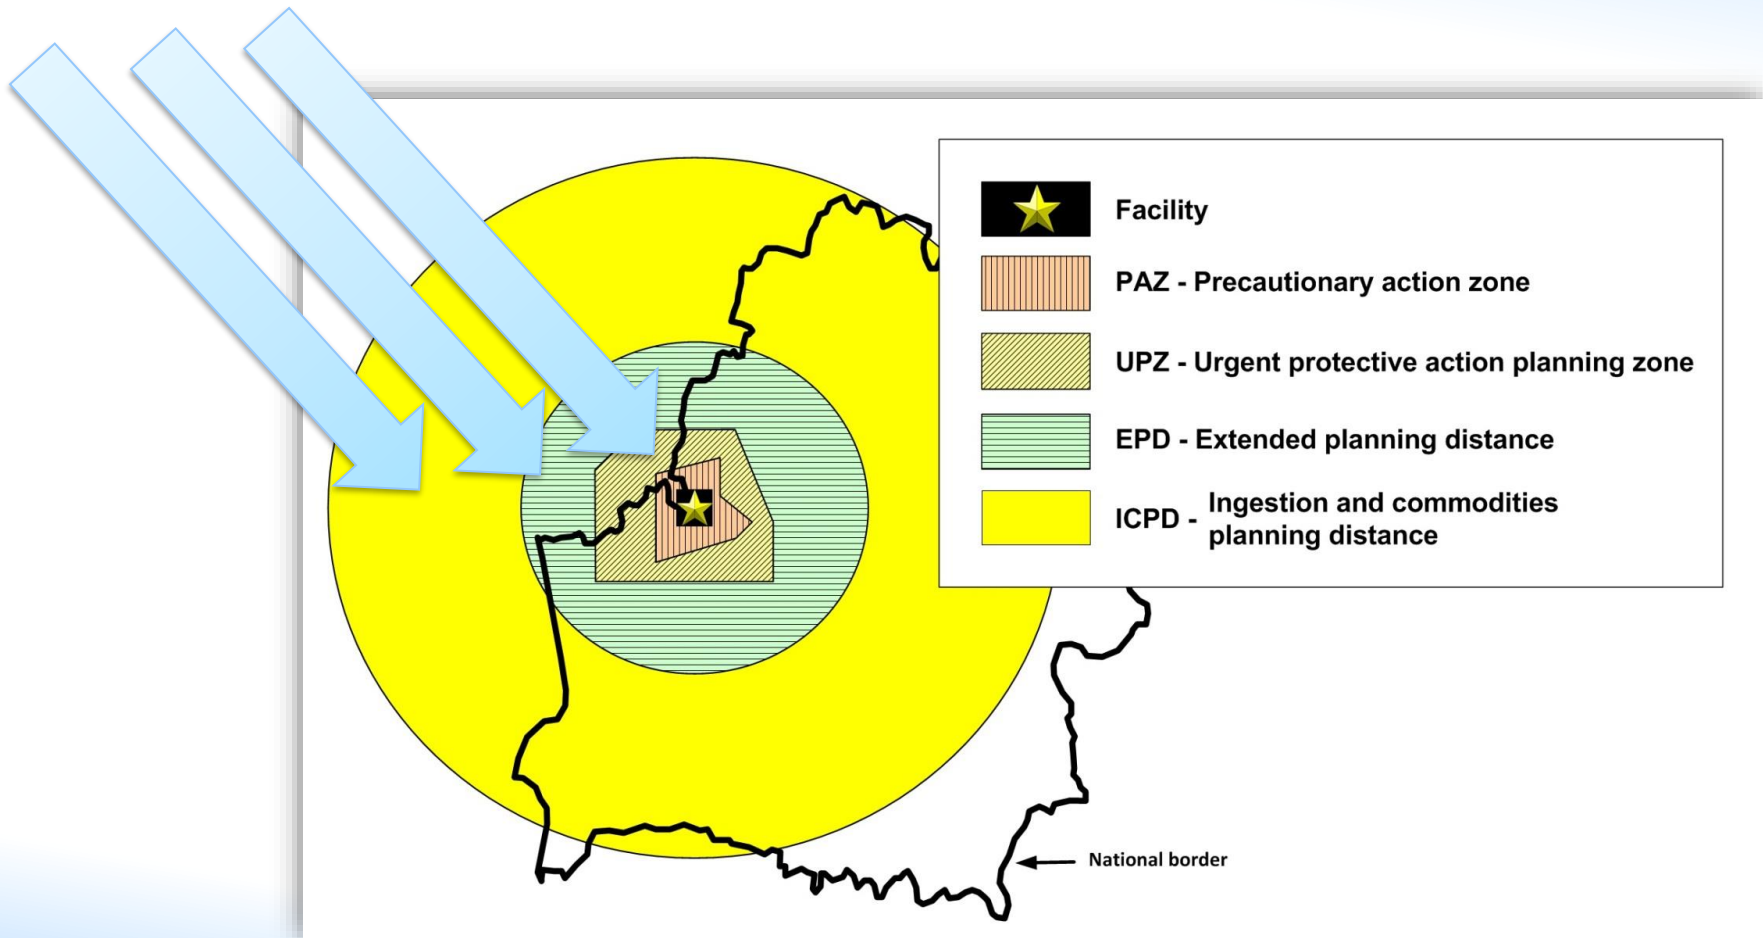 Facility
PAZ - Precautionary action zone
UPZ - Urgent protective action planning zone
EPD - Extended planning distance
ICPD - Ingestion and commodities
planning distance
National border